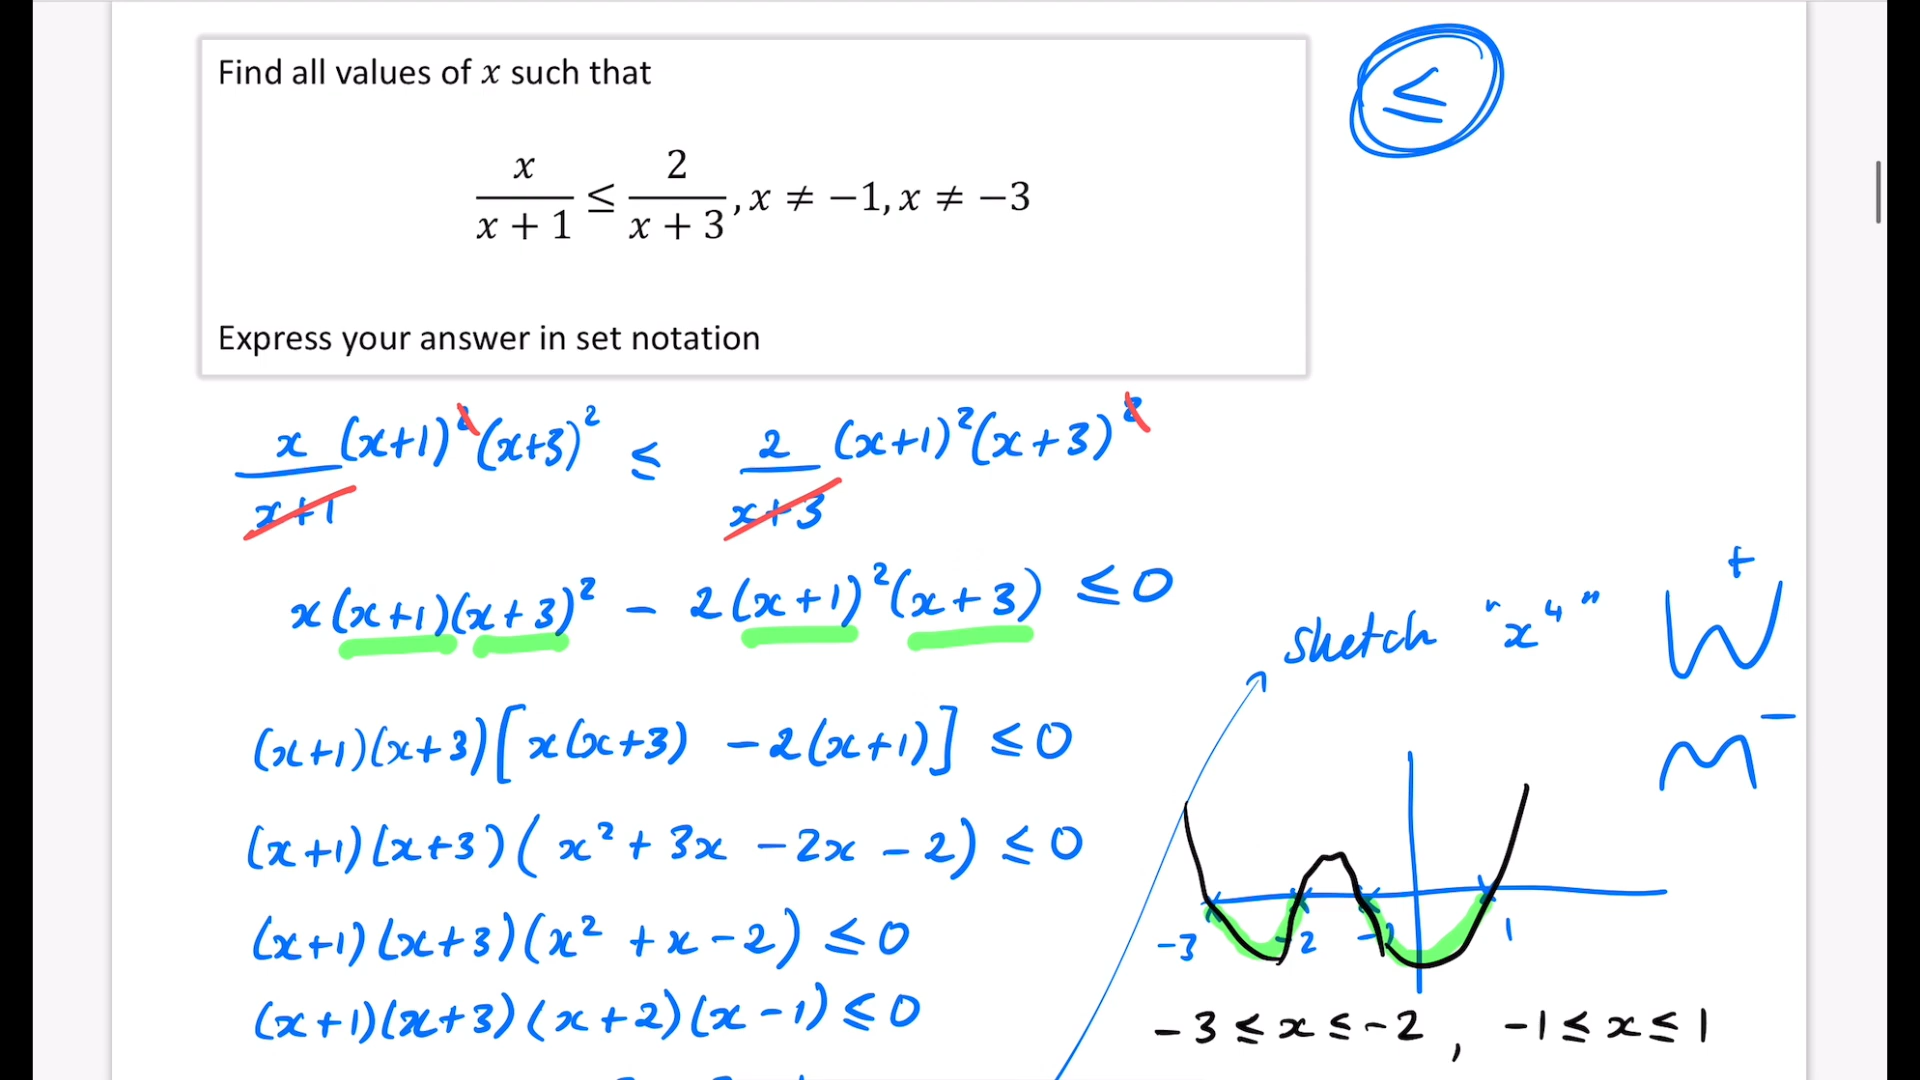 Find all values of x such that
x/(x + 1) ≤ 2/(x + 3), x ≠ −1, x ≠ −3
Express your answer in set notation
≤
x/(x+1) (x+1)² (x+3)² ≤ 2/(x+3) (x+1)² (x+3)²
x(x+1)(x+3)² − 2(x+1)²(x+3) ≤ 0
(x+1)(x+3)[x(x+3) − 2(x+1)] ≤ 0
(x+1)(x+3)(x² + 3x − 2x − 2) ≤ 0
(x+1)(x+3)(x² + x − 2) ≤ 0
(x+1)(x+3)(x+2)(x−1) ≤ 0
sketch "x⁴"
+
−
−3 −2 −1 1
−3 ≤ x ≤ −2 , −1 ≤ x ≤ 1